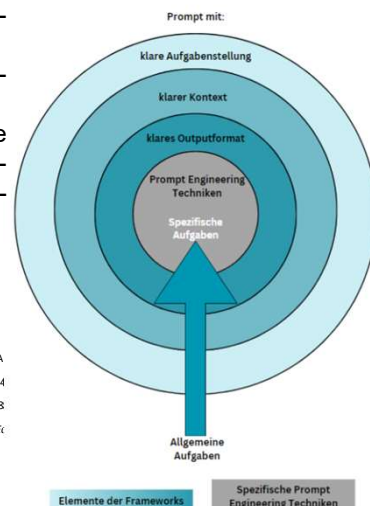 Prompt mit:
klare Aufgabenstellung
klarer Kontext
klares Outputformat
Prompt Engineering
Techniken
Spezifische
Aufgaben
Allgemeine
Aufgaben
Elemente der Frameworks
Spezifische Prompt
Engineering Techniken